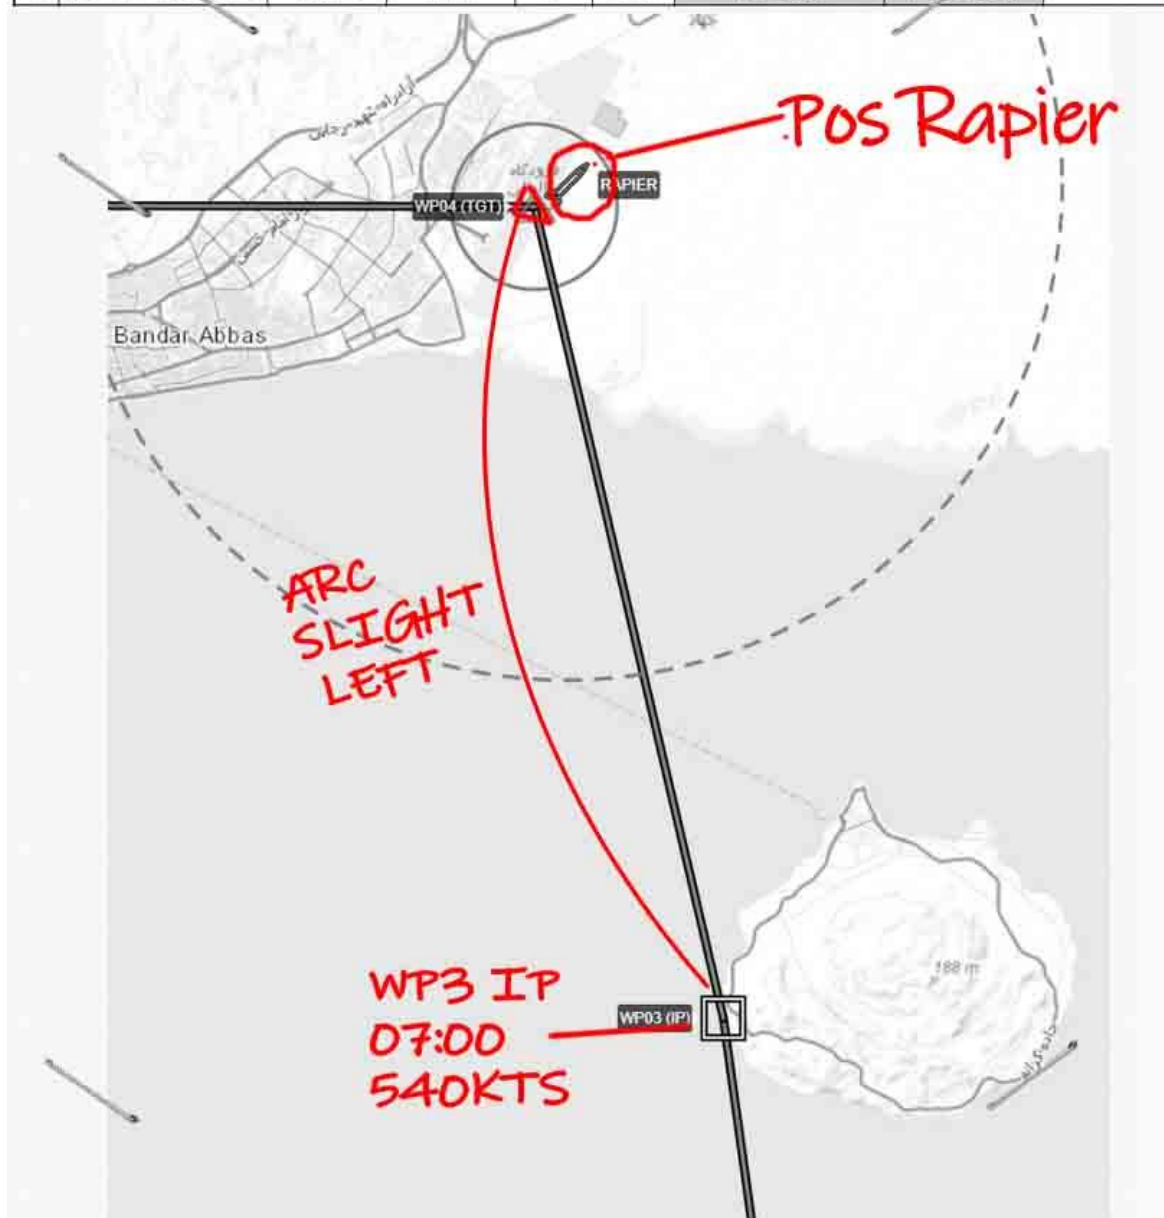 Pos Rapier
RAPIER
WP04 (TGT)
Bandar Abbas
ARC
SLIGHT
LEFT
188 m
WP3 IP
07:00
540KTS
WP03 (IP)